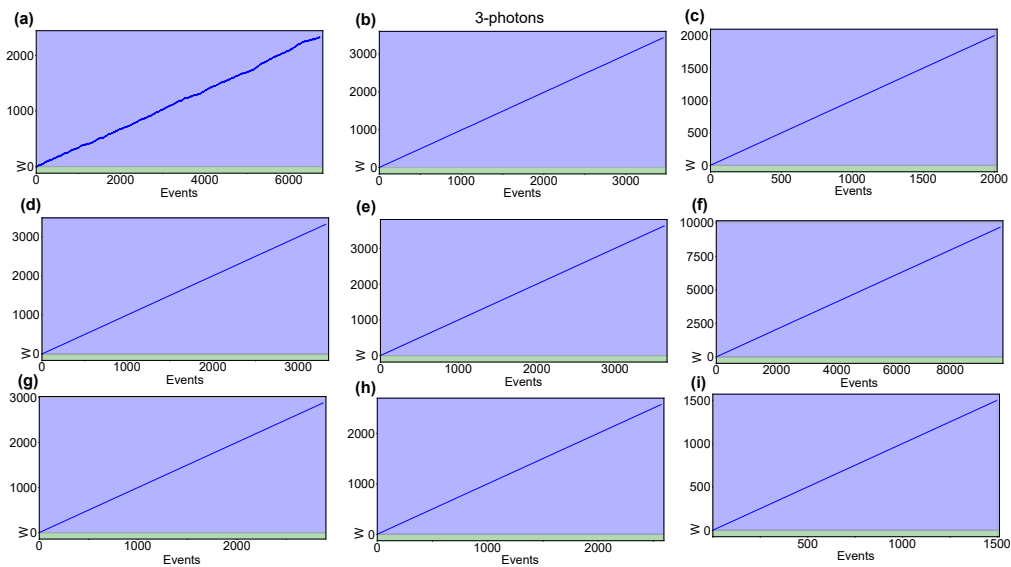 3-photons
(a)
2000
1000
W 0
0 2000 4000 6000
Events
(b)
3000
2000
1000
W 0
0 1000 2000 3000
Events
(c)
2000
1500
1000
500
W 0
0 500 1000 1500 2000
Events
(d)
3000
2000
1000
W 0
0 1000 2000 3000
Events
(e)
3000
2000
1000
W 0
0 1000 2000 3000
Events
(f)
10000
7500
5000
2500
W 0
0 2000 4000 6000 8000
Events
(g)
3000
2000
1000
W 0
0 1000 2000
Events
(h)
2000
1000
W 0
0 1000 2000
Events
(i)
1500
1000
500
W 0
500 1000 1500
Events